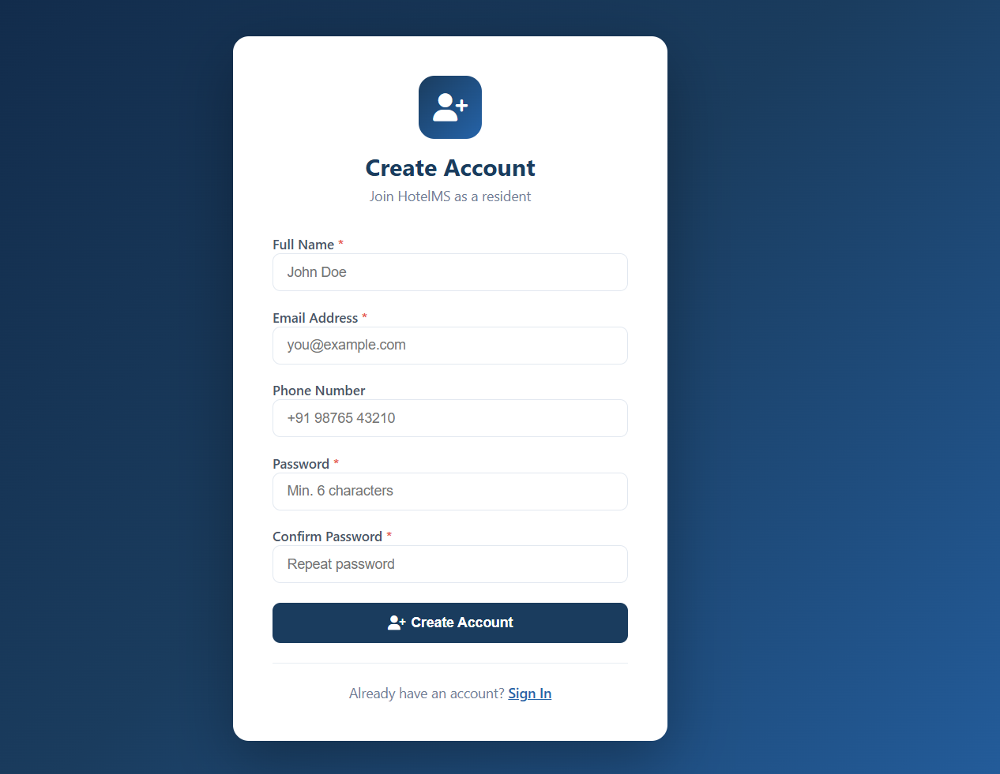 Create Account
Join HotelMS as a resident
Full Name *
John Doe
Email Address *
you@example.com
Phone Number
+91 98765 43210
Password *
Min. 6 characters
Confirm Password *
Repeat password
Create Account
Already have an account? Sign In